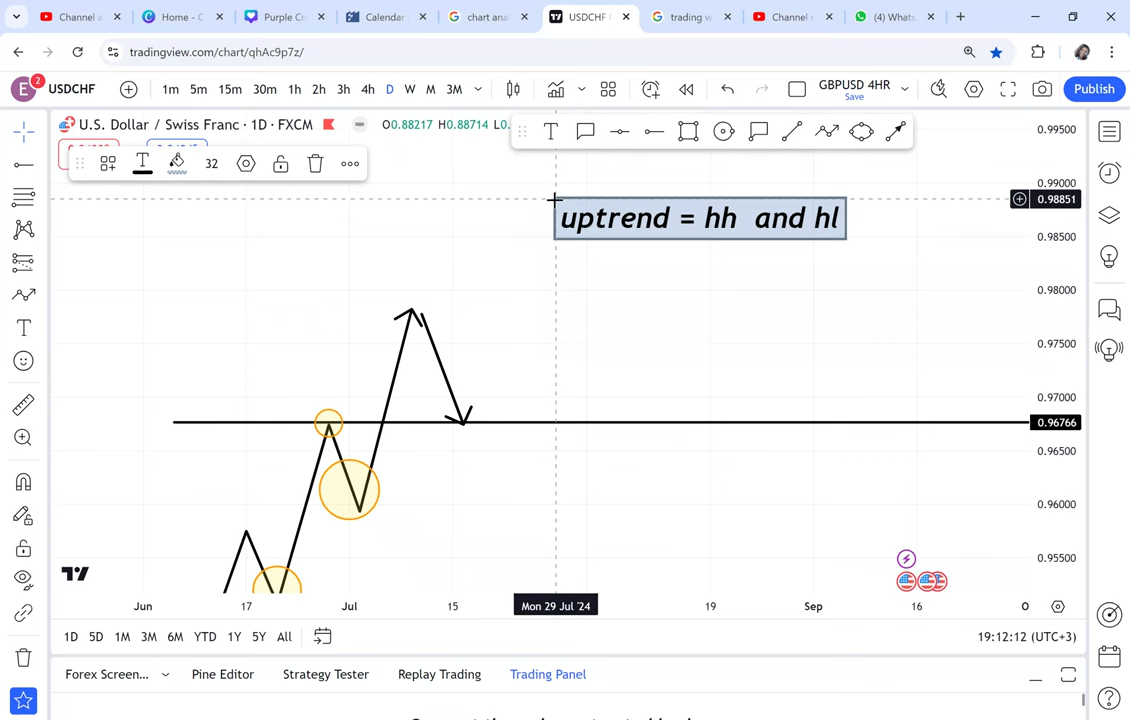 Channel a
Home - C
Purple Cr
Calendar
chart ana
USDCHF
trading w
Channel
(4) Whats
tradingview.com/chart/qhAc9p7z/
E 2 USDCHF 1m 5m 15m 30m 1h 2h 3h 4h D W M 3M GBPUSD 4HR Save Publish
U.S. Dollar / Swiss Franc · 1D · FXCM O0.88217 H0.88714 L0.
T
T 32
uptrend = hh and hl
0.99500
0.99000
0.98851
0.98500
0.98000
0.97500
0.97000
0.96766
0.96500
0.96000
0.95500
Jun 17 Jul 15 Mon 29 Jul '24 19 Sep 16 O
1D 5D 1M 3M 6M YTD 1Y 5Y All 19:12:12 (UTC+3)
Forex Screen... Pine Editor Strategy Tester Replay Trading Trading Panel